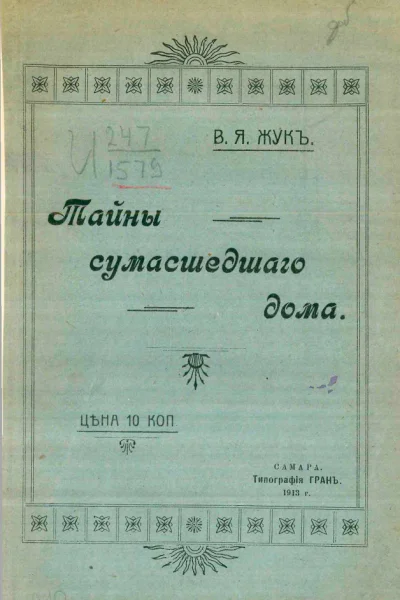 И 247
1579
В. Я. ЖУКЪ.
Тайны
сумасшедшаго
дома.
ЦѢНА 10 КОП
САМАРА.
Типографія ГРАНЪ.
1913 г.